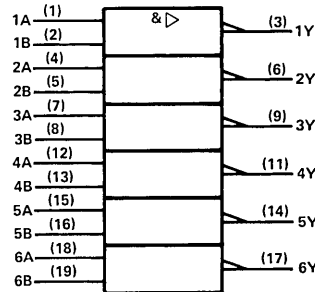 1A (1) & ▷ (3) 1Y
1B (2)
2A (4) (6) 2Y
2B (5)
3A (7) (9) 3Y
3B (8)
4A (12) (11) 4Y
4B (13)
5A (15) (14) 5Y
5B (16)
6A (18) (17) 6Y
6B (19)